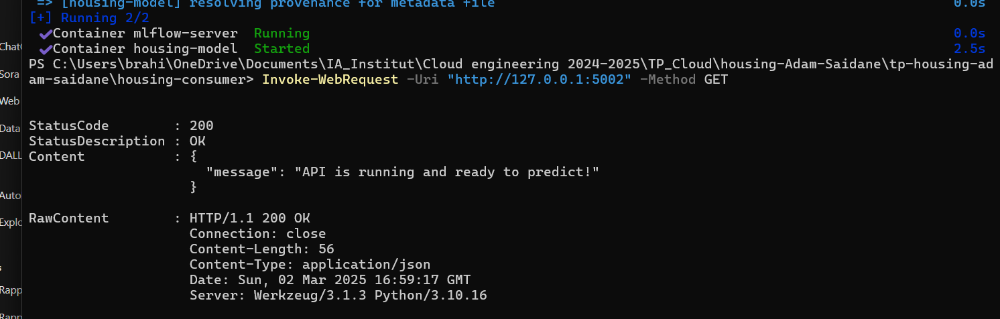 => [housing-model] resolving provenance for metadata file 0.0s
[+] Running 2/2
✔Container mlflow-server Running 0.0s
✔Container housing-model Started 2.5s
PS C:\Users\brahi\OneDrive\Documents\IA_Institut\Cloud engineering 2024-2025\TP_Cloud\housing-Adam-Saidane\tp-housing-ad
am-saidane\housing-consumer> Invoke-WebRequest -Uri "http://127.0.0.1:5002" -Method GET
StatusCode : 200
StatusDescription : OK
Content : {
"message": "API is running and ready to predict!"
}
RawContent : HTTP/1.1 200 OK
Connection: close
Content-Length: 56
Content-Type: application/json
Date: Sun, 02 Mar 2025 16:59:17 GMT
Server: Werkzeug/3.1.3 Python/3.10.16
Chat
Sora
Web
Data
DALL
Auto
Explo
s
Rapp
Rapp